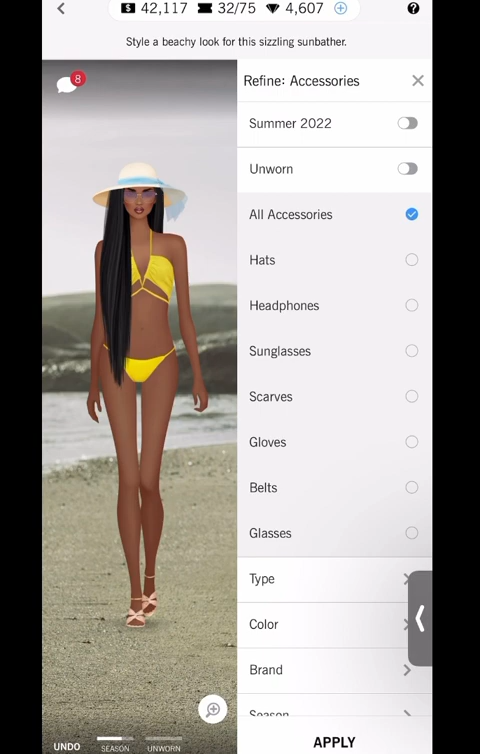 $ 42,117 32/75 4,607 ?
Style a beachy look for this sizzling sunbather.
8
Refine: Accessories
Summer 2022
Unworn
All Accessories
Hats
Headphones
Sunglasses
Scarves
Gloves
Belts
Glasses
Type
Color
Brand
Season
UNDO
SEASON
UNWORN
APPLY